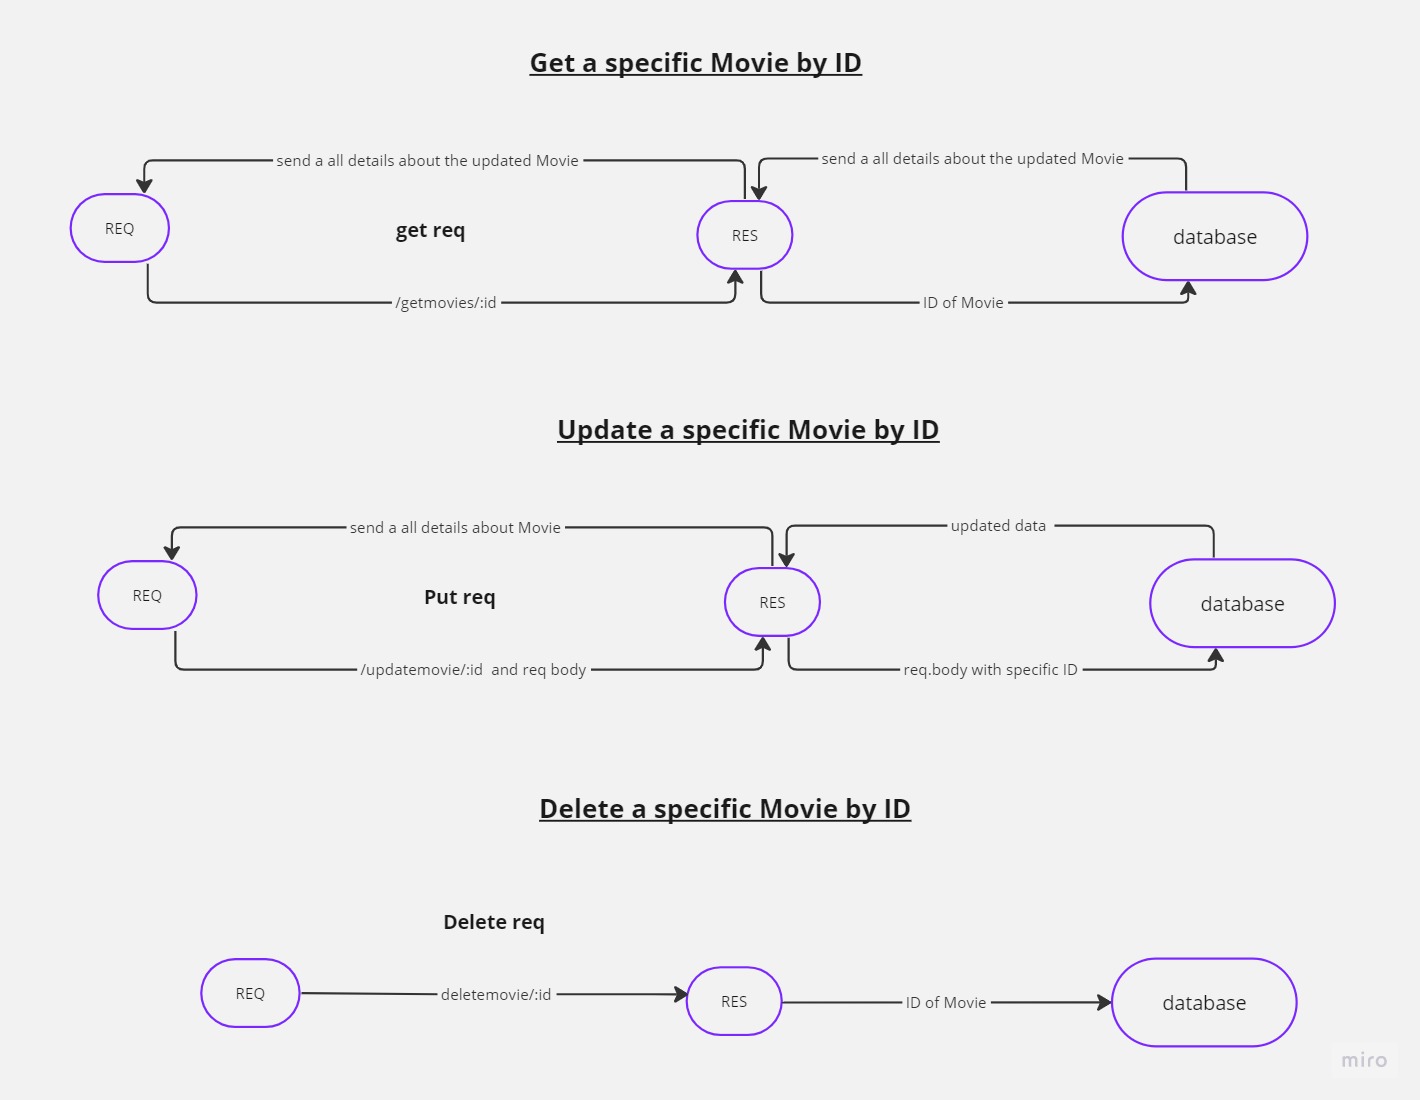 Get a specific Movie by ID
send a all details about the updated Movie
send a all details about the updated Movie
REQ
get req
RES
database
/getmovies/:id
ID of Movie
Update a specific Movie by ID
send a all details about Movie
updated data
REQ
Put req
RES
database
/updatemovie/:id  and req body
req.body with specific ID
Delete a specific Movie by ID
Delete req
REQ
deletemovie/:id
RES
ID of Movie
database
miro